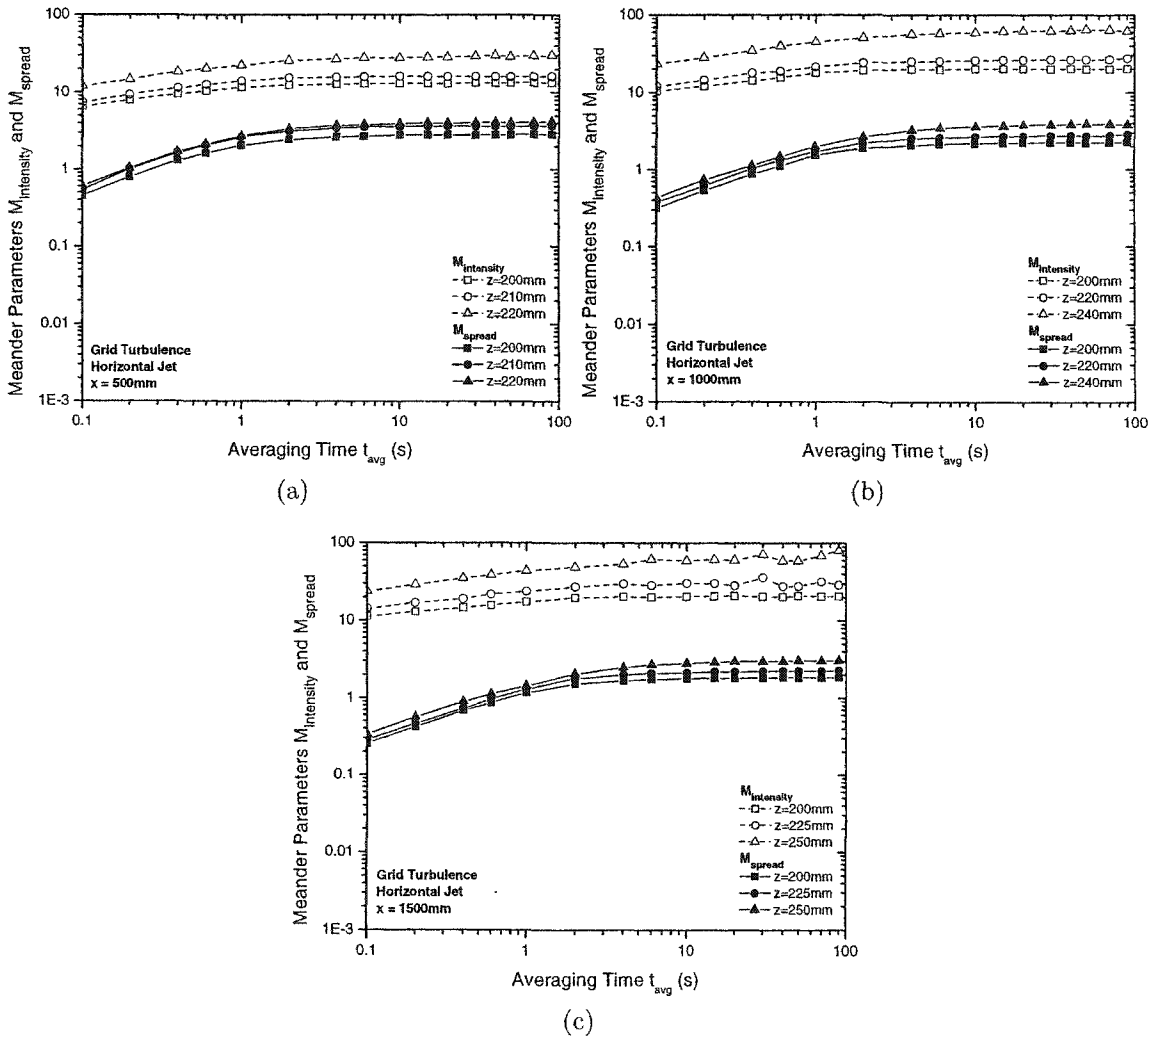 Meander Parameters M_intensity and M_spread
100
10
1
0.1
0.01
1E-3
M_intensity
z=200mm
z=210mm
z=220mm
M_spread
z=200mm
z=210mm
z=220mm
Grid Turbulence
Horizontal Jet
x = 500mm
0.1 1 10 100
Averaging Time t_avg (s)
(a)
Meander Parameters M_intensity and M_spread
100
10
1
0.1
0.01
1E-3
M_intensity
z=200mm
z=220mm
z=240mm
M_spread
z=200mm
z=220mm
z=240mm
Grid Turbulence
Horizontal Jet
x = 1000mm
0.1 1 10 100
Averaging Time t_avg (s)
(b)
Meander Parameters M_intensity and M_spread
100
10
1
0.1
0.01
1E-3
M_intensity
z=200mm
z=225mm
z=250mm
M_spread
z=200mm
z=225mm
z=250mm
Grid Turbulence
Horizontal Jet
x = 1500mm
0.1 1 10 100
Averaging Time t_avg (s)
(c)